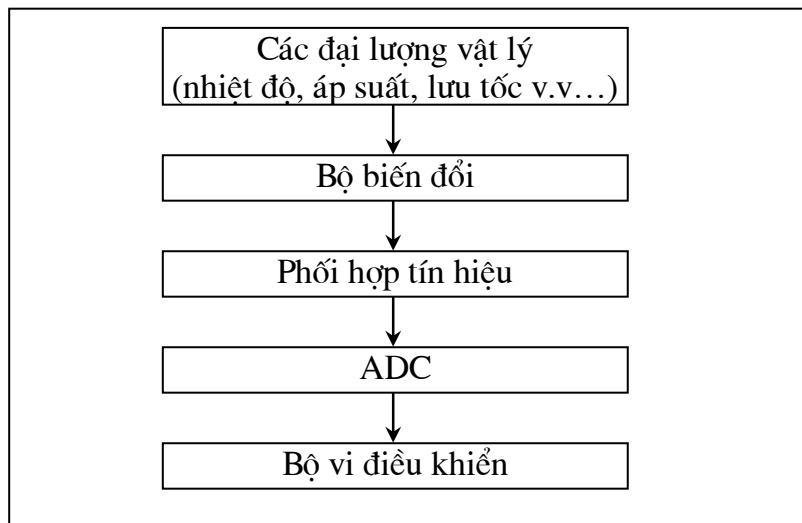 Các đại lượng vật lý
(nhiệt độ, áp suất, lưu tốc v.v…)
Bộ biến đổi
Phối hợp tín hiệu
ADC
Bộ vi điều khiển